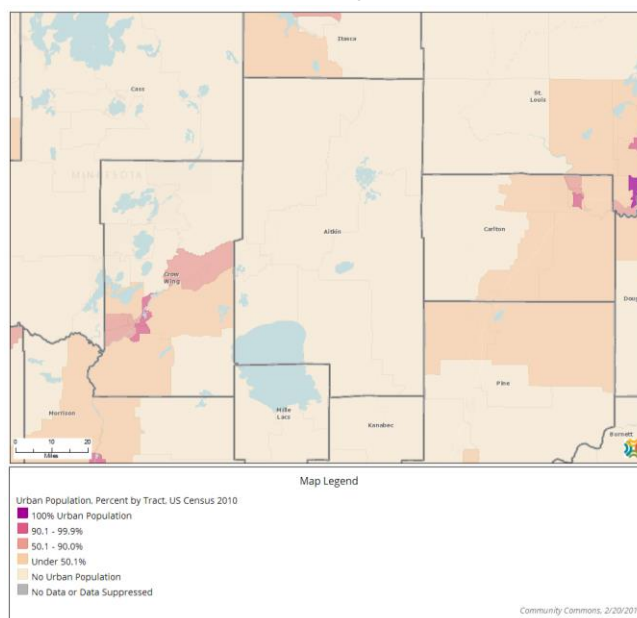 Itasca
Cass
St.
Louis
MINNESOTA
Aitkin
Carlton
Crow
Wing
Doug
Pine
Morrison
Mille
Lacs
Kanabec
Burnett
0 10 20
Miles
Map Legend
Urban Population, Percent by Tract, US Census 2010
100% Urban Population
90.1 - 99.9%
50.1 - 90.0%
Under 50.1%
No Urban Population
No Data or Data Suppressed
Community Commons, 2/20/201